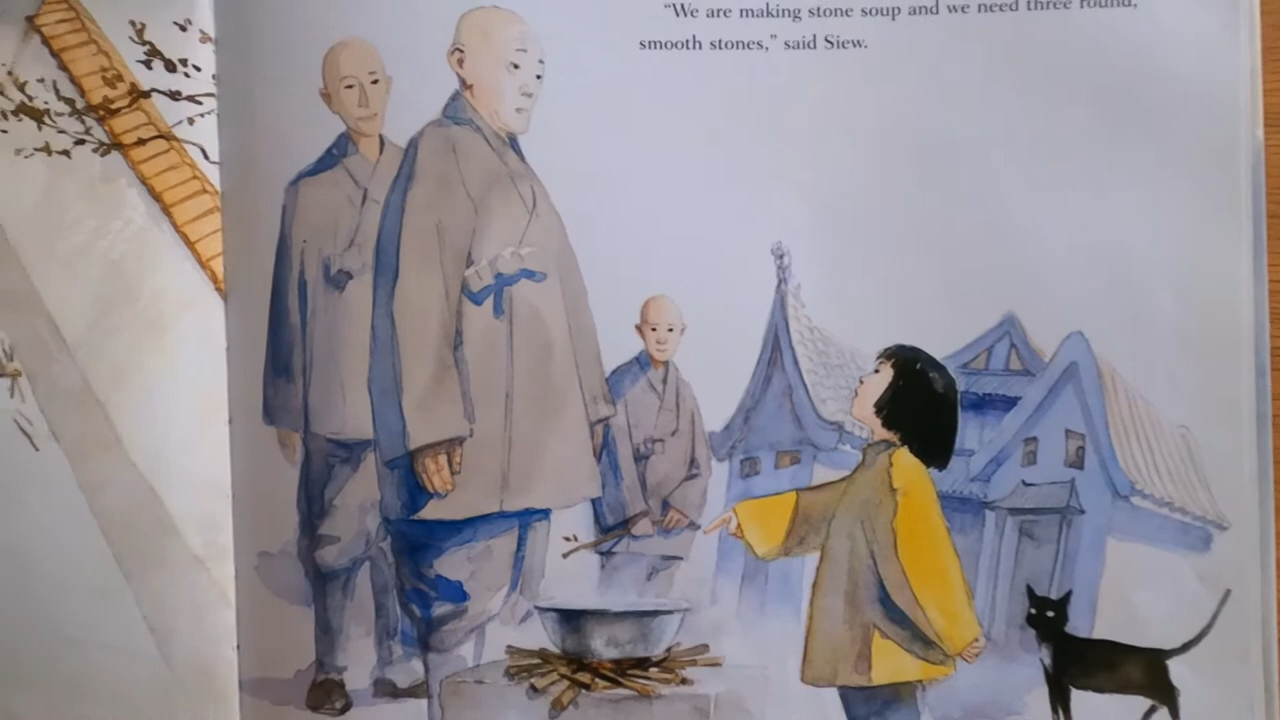 “We are making stone soup and we need three round,
smooth stones,” said Siew.